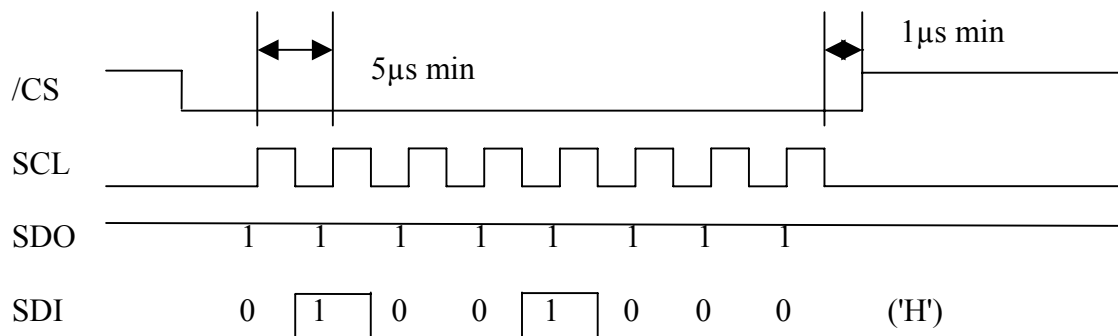 1µs min
5µs min
/CS
SCL
SDO 1 1 1 1 1 1 1 1
SDI 0 1 0 0 1 0 0 0 ('H')